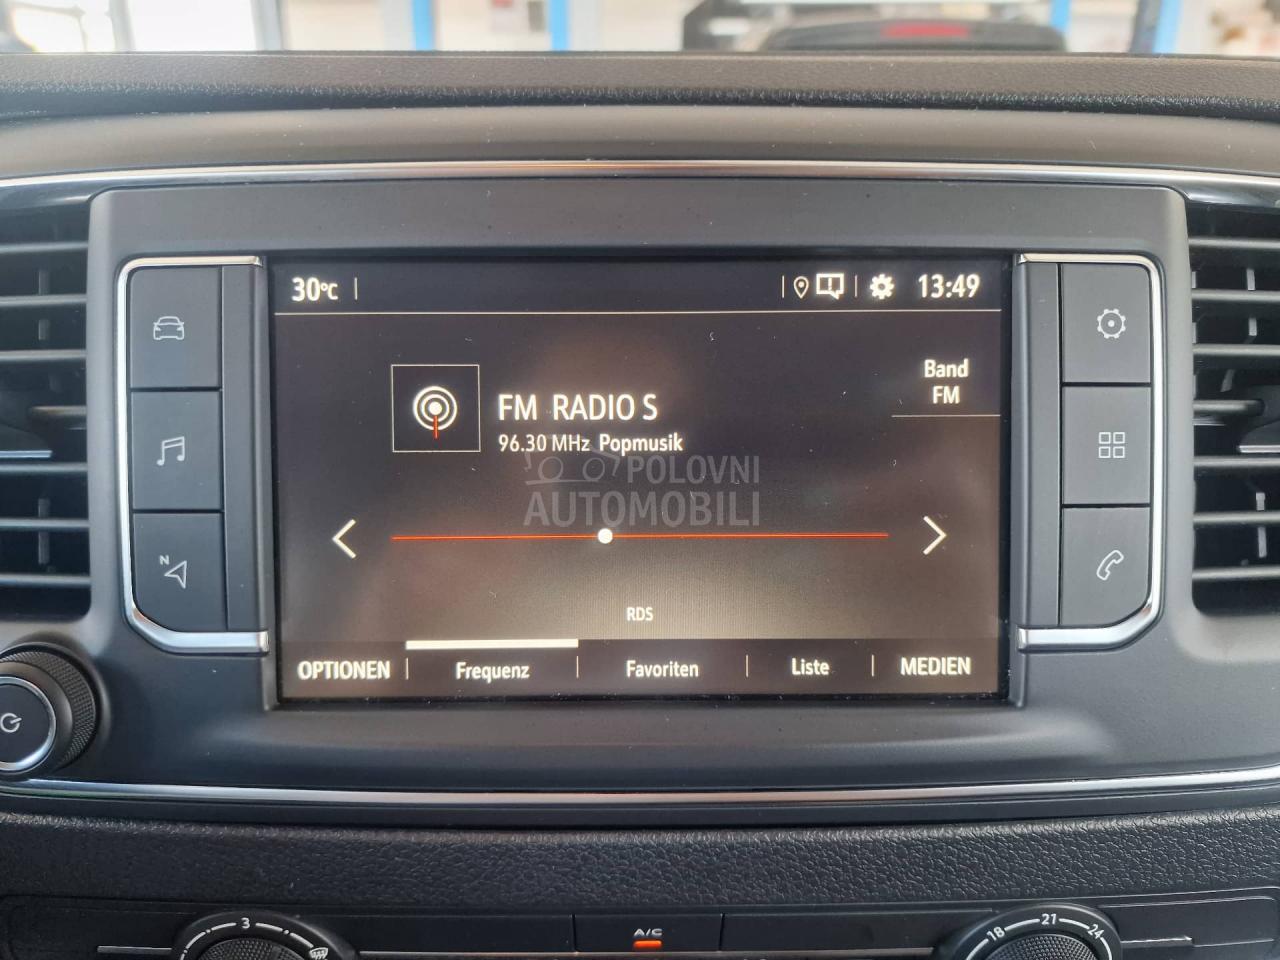 30°C
13:49
Band
FM
FM RADIO S
96.30 MHz Popmusik
POLOVNI
AUTOMOBILI
N
RDS
OPTIONEN Frequenz Favoriten Liste MEDIEN
3
A/C
18 21 24